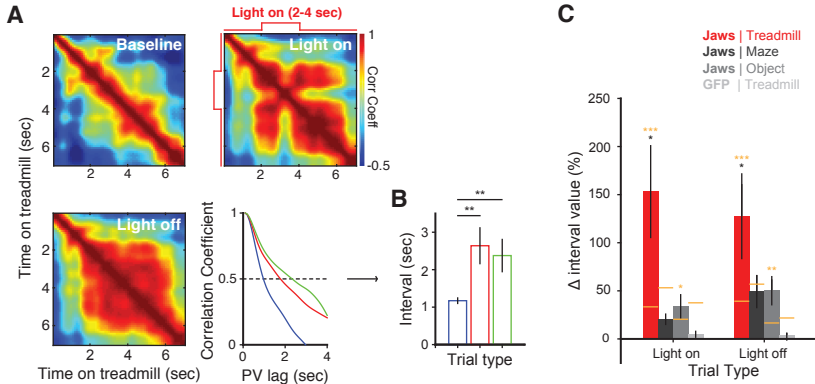 A
Light on (2-4 sec)
Baseline
Light on
2
4
6
2
4
6
2
4
6
1
Corr Coeff
-0.5
Time on treadmill (sec)
Light off
2
4
6
2
4
6
Time on treadmill (sec)
Correlation Coefficient
1
0.5
0
0
2
4
PV lag (sec)
B
**
**
Interval (sec)
3
2
1
0
Trial type
C
Jaws | Treadmill
Jaws | Maze
Jaws | Object
GFP | Treadmill
Δ interval value (%)
250
200
150
100
50
0
***
*
*
***
*
**
Light on
Light off
Trial Type